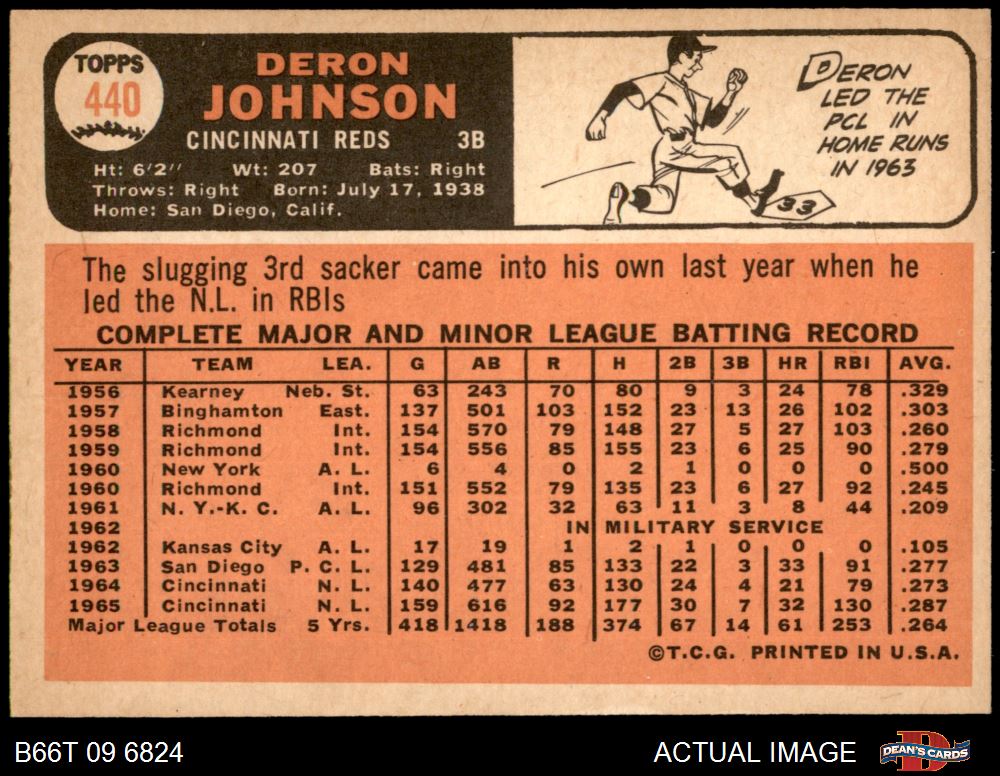 TOPPS
440
DERON
JOHNSON
CINCINNATI REDS 3B
Ht: 6'2" Wt: 207 Bats: Right
Throws: Right Born: July 17, 1938
Home: San Diego, Calif.
DERON
LED THE
PCL IN
HOME RUNS
IN 1963
33
The slugging 3rd sacker came into his own last year when he
led the N.L. in RBIs
COMPLETE MAJOR AND MINOR LEAGUE BATTING RECORD
YEAR TEAM LEA. G AB R H 2B 3B HR RBI AVG.
1956 Kearney Neb. St. 63 243 70 80 9 3 24 78 .329
1957 Binghamton East. 137 501 103 152 23 13 26 102 .303
1958 Richmond Int. 154 570 79 148 27 5 27 103 .260
1959 Richmond Int. 154 556 85 155 23 6 25 90 .279
1960 New York A. L. 6 4 0 2 1 0 0 0 .500
1960 Richmond Int. 151 552 79 135 23 6 27 92 .245
1961 N. Y.-K. C. A. L. 96 302 32 63 11 3 8 44 .209
1962 IN MILITARY SERVICE
1962 Kansas City A. L. 17 19 1 2 1 0 0 0 .105
1963 San Diego P. C. L. 129 481 85 133 22 3 33 91 .277
1964 Cincinnati N. L. 140 477 63 130 24 4 21 79 .273
1965 Cincinnati N. L. 159 616 92 177 30 7 32 130 .287
Major League Totals 5 Yrs. 418 1418 188 374 67 14 61 253 .264
©T.C.G. PRINTED IN U.S.A.
B66T 09 6824 ACTUAL IMAGE DEAN'S CARDS